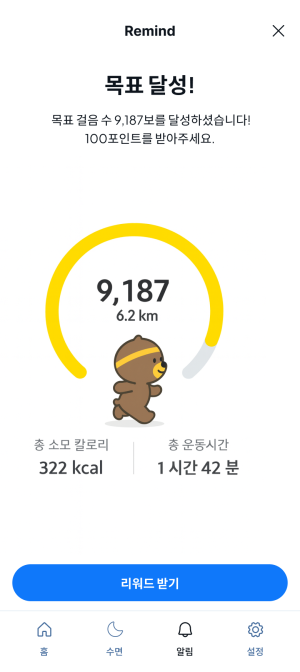 Remind
목표 달성!
목표 걸음 수 9,187보를 달성하셨습니다!
100포인트를 받아주세요.
9,187
6.2 km
총 소모 칼로리
322 kcal
총 운동시간
1 시간 42 분
리워드 받기
홈
수면
알림
설정